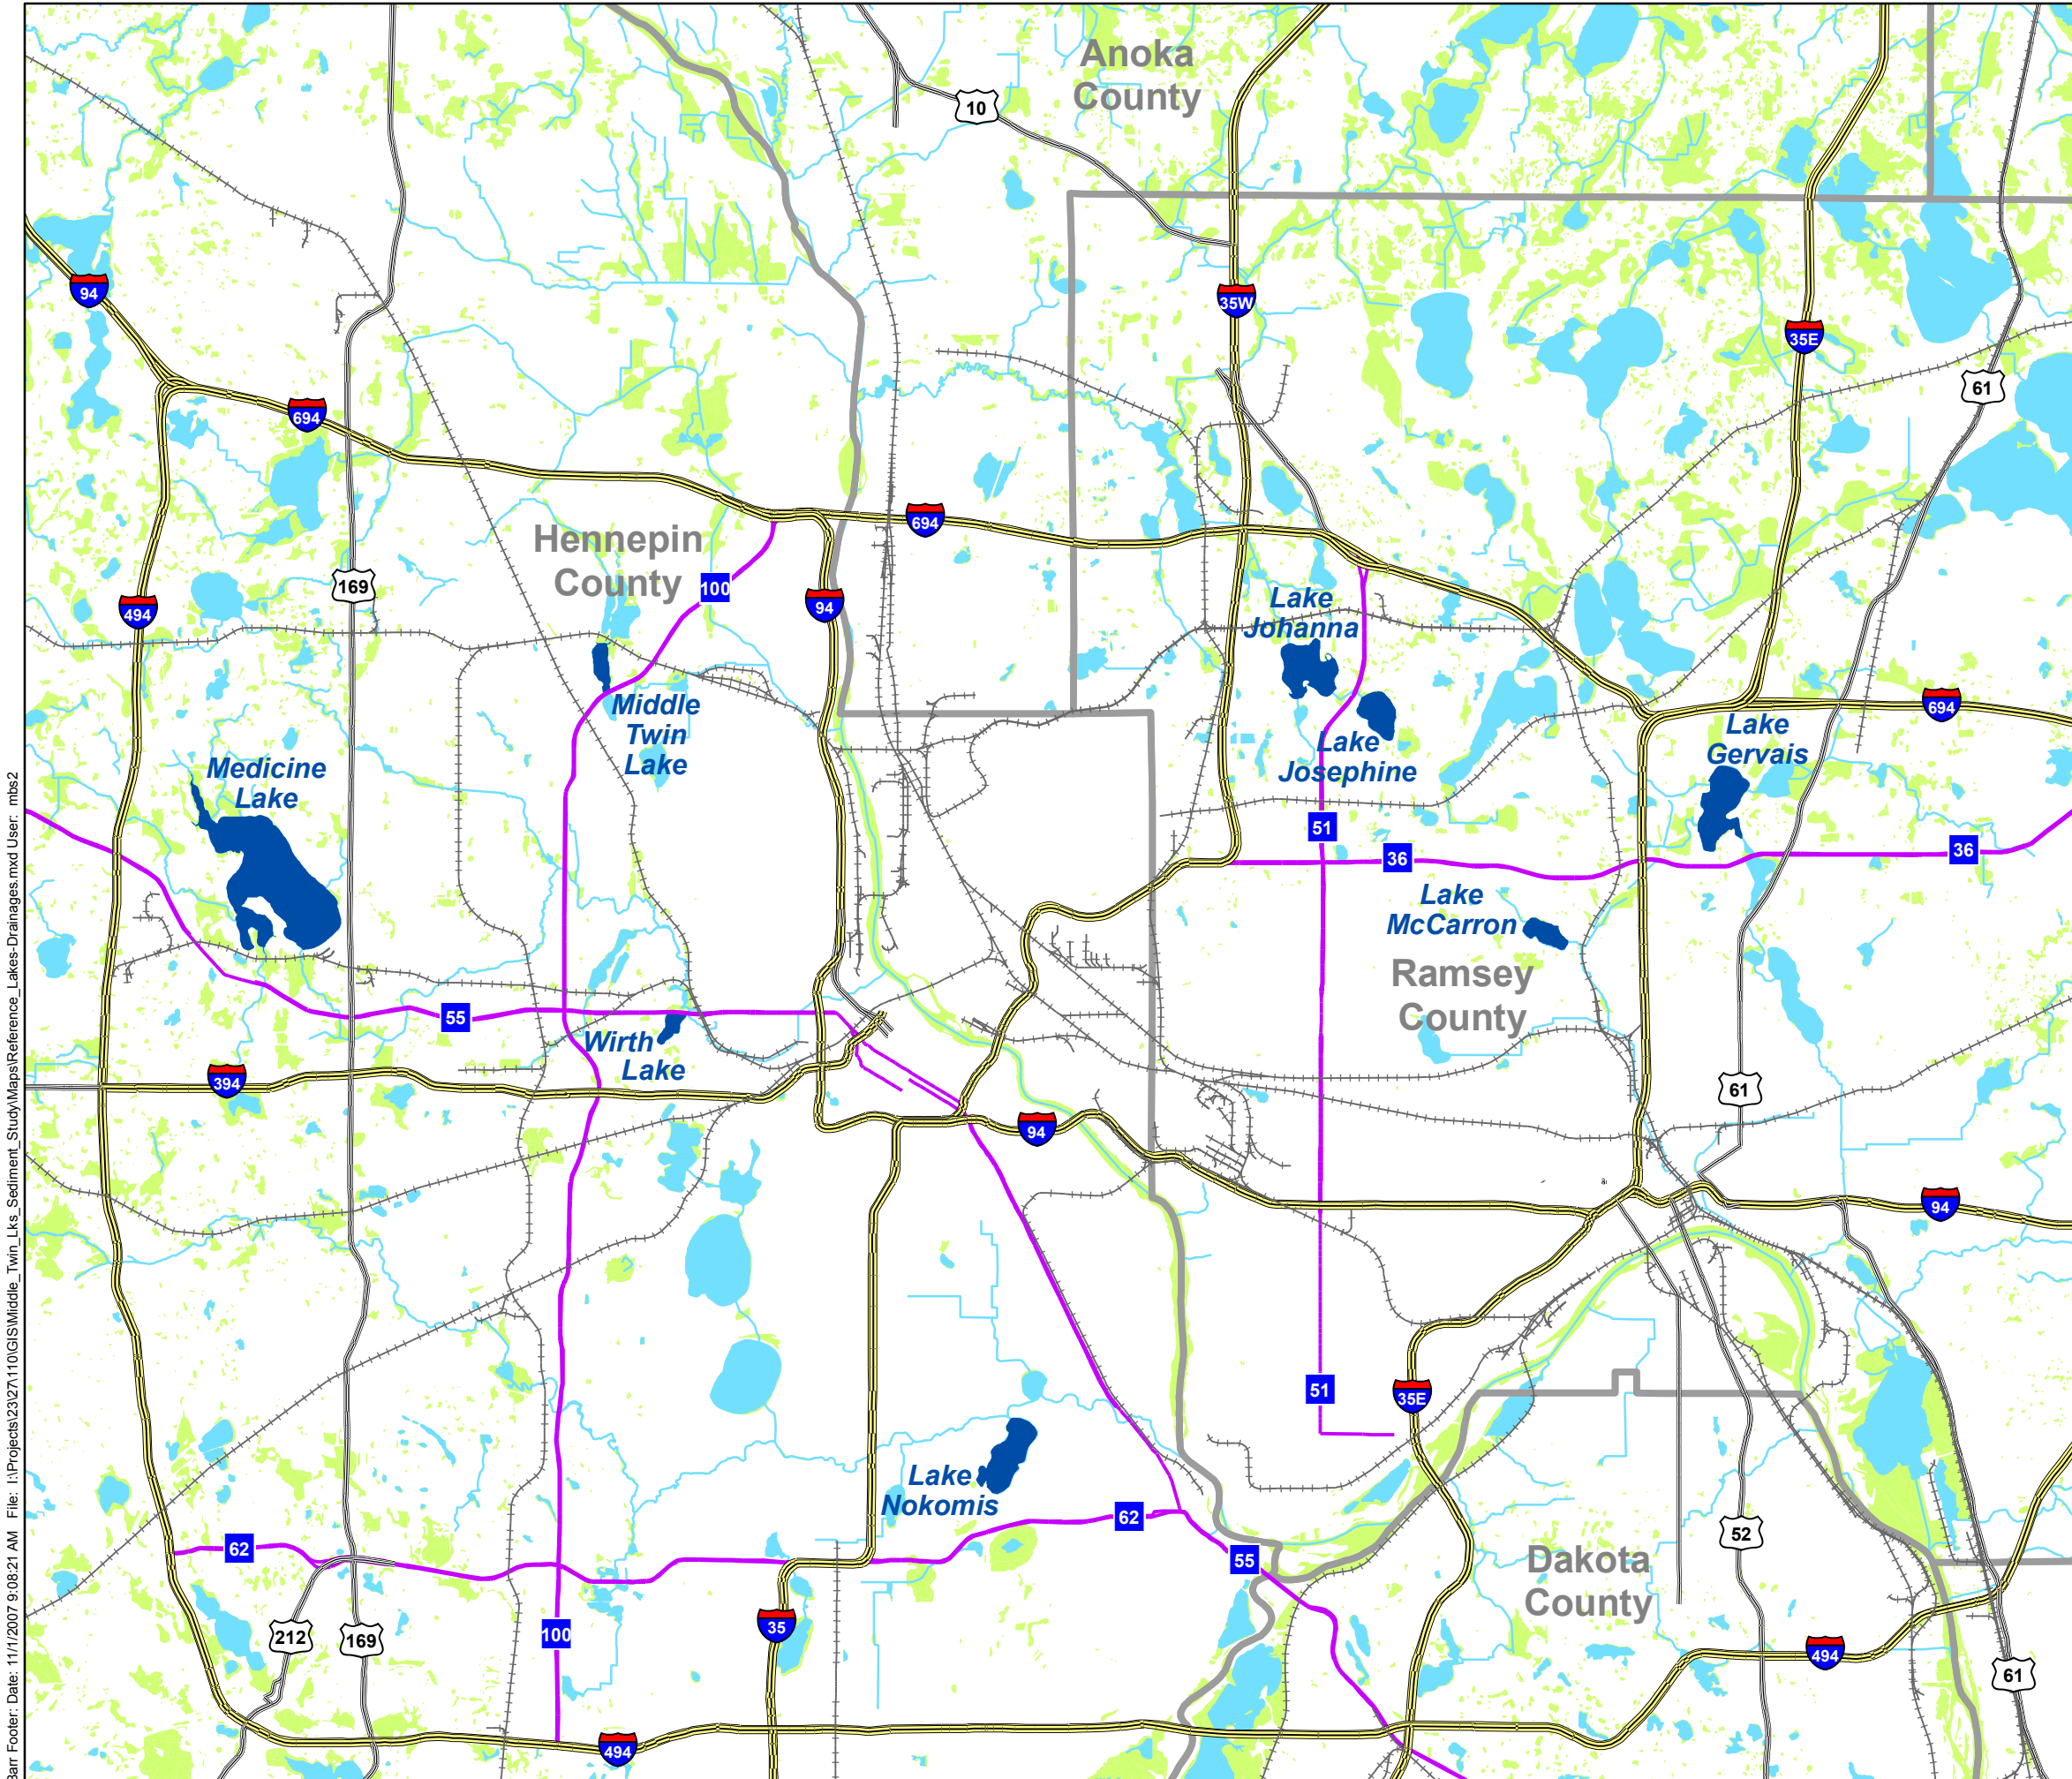 Anoka
County
10
94
35W
35E
61
694
694
Hennepin
County
100
169
494
94
Lake
Johanna
Middle
Twin
Lake
694
Lake
Gervais
Lake
Josephine
Medicine
Lake
51
36
36
Lake
McCarron
Ramsey
County
55
Wirth
Lake
394
61
94
94
51
35E
Lake
Nokomis
62
62
55
52
Dakota
County
212
169
100
35
494
61
494
Barr Footer: Date: 11/1/2007 9:08:21 AM File: I:\Projects\23\27\110\GIS\Middle_Twin_Lks_Sediment_Study\Maps\Reference_Lakes-Drainages.mxd User: mbs2